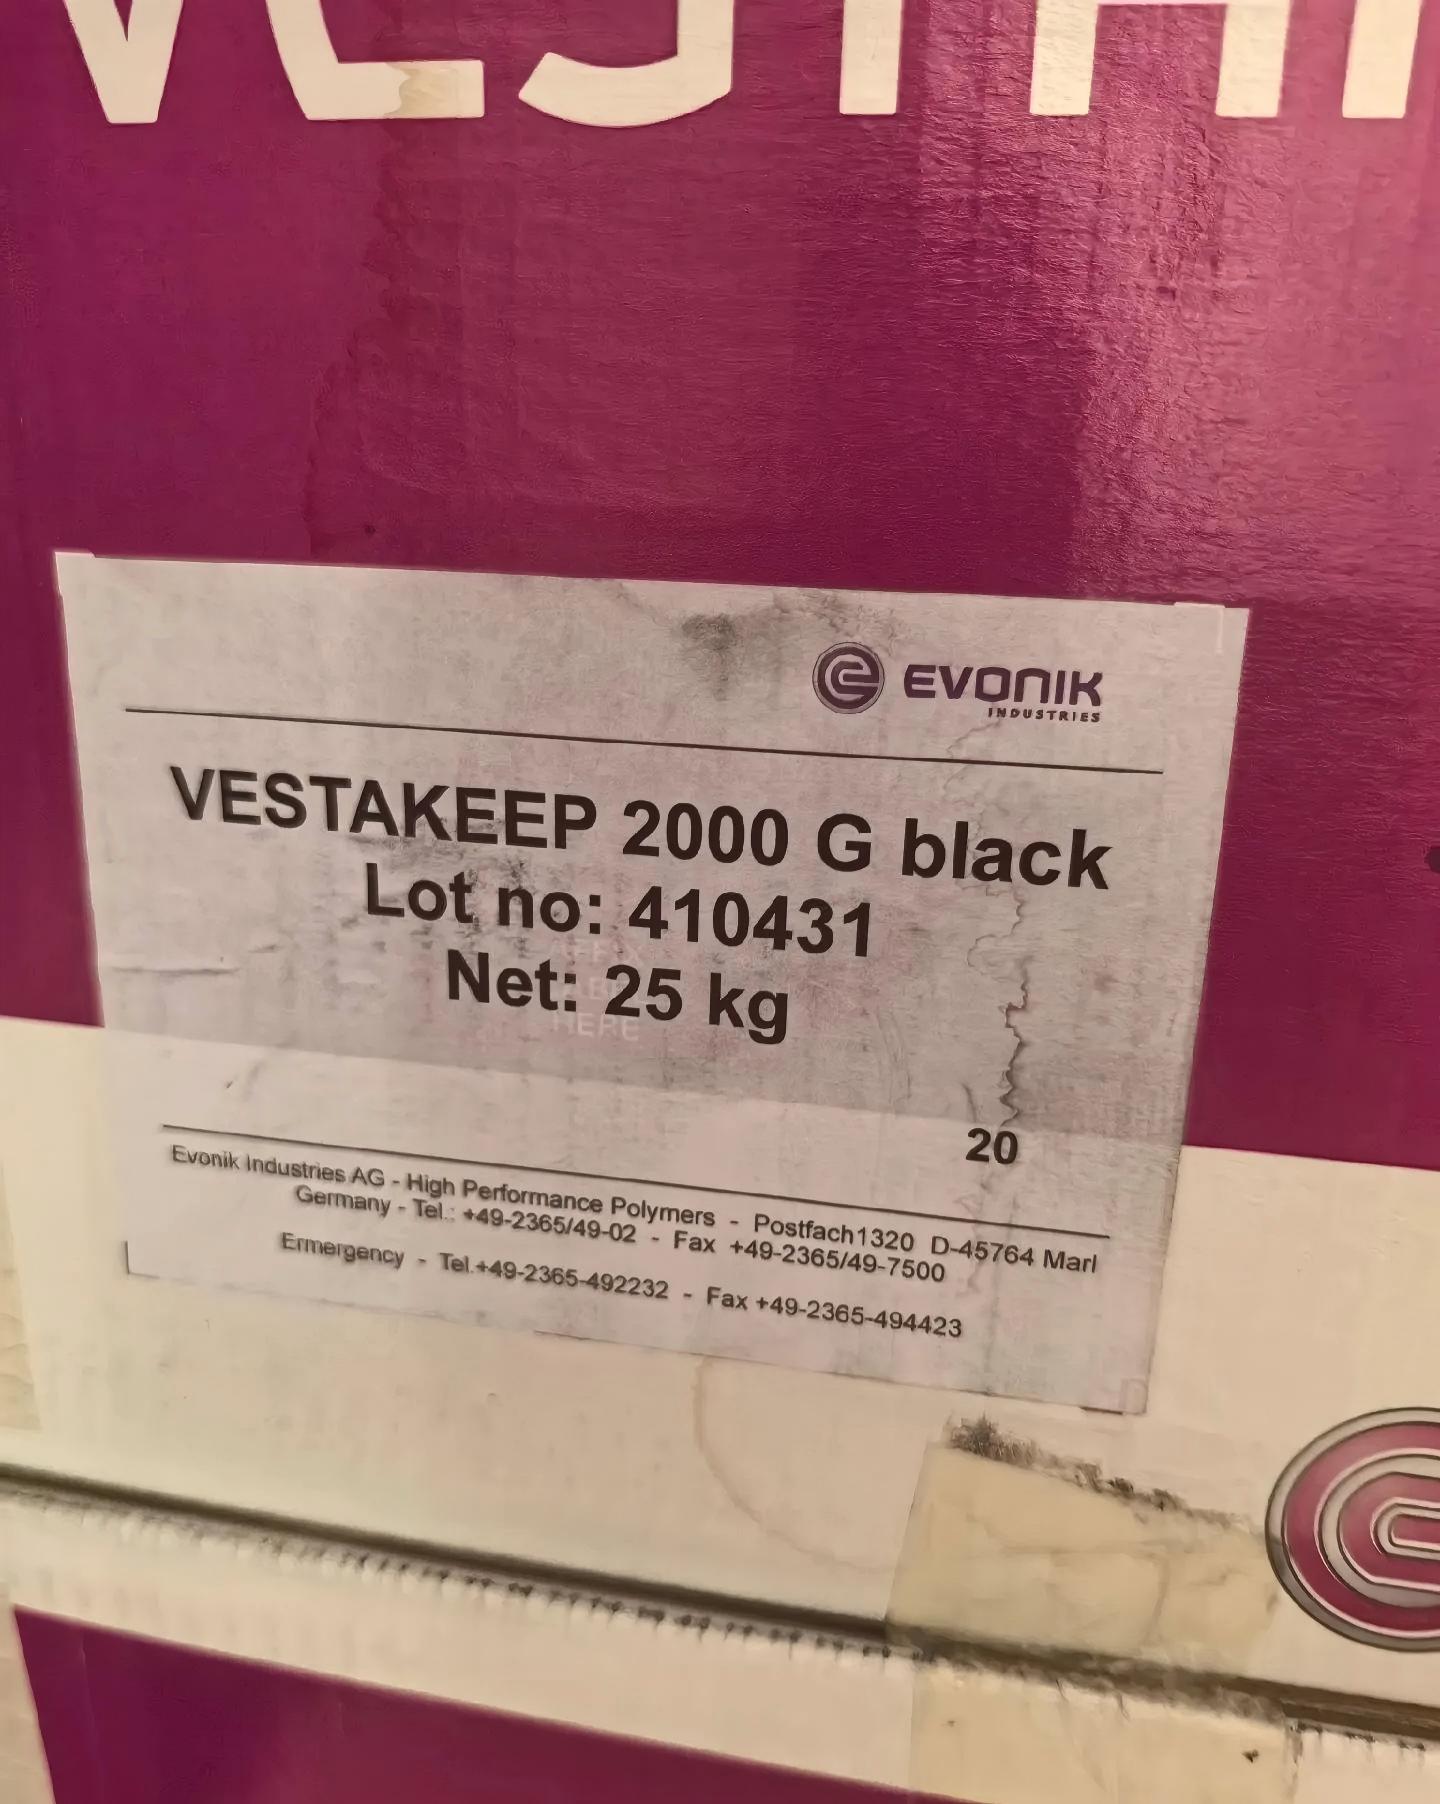 EVONIK
INDUSTRIES
VESTAKEEP 2000 G black
Lot no: 410431
Net: 25 kg
HERE
20
Evonik Industries AG - High Performance Polymers - Postfach1320 D-45764 Marl
Germany - Tel.: +49-2365/49-02 - Fax +49-2365/49-7500
Ermergency - Tel.+49-2365-492232 - Fax +49-2365-494423